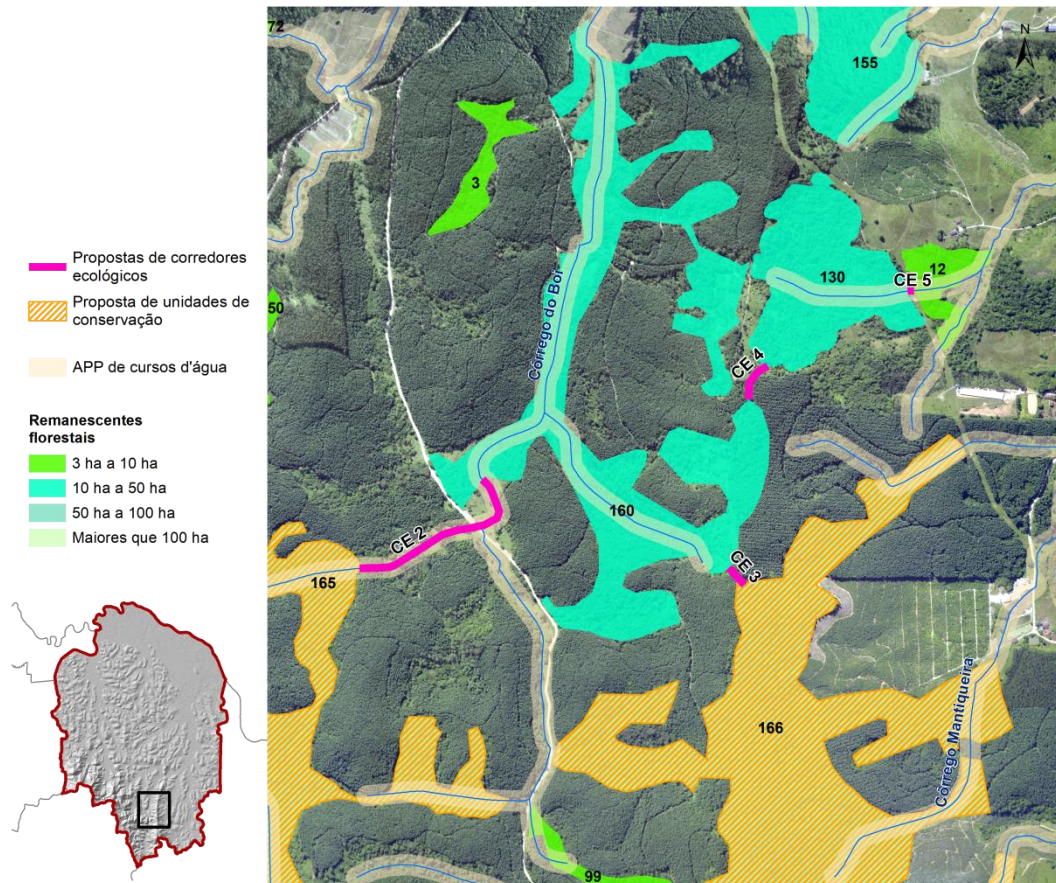 Propostas de corredores
ecológicos
Proposta de unidades de
conservação
APP de cursos d'água
Remanescentes
florestais
3 ha a 10 ha
10 ha a 50 ha
50 ha a 100 ha
Maiores que 100 ha
72
155
N
3
130
12
CE 5
50
Córrego do Boi
CE 4
160
CE 2
CE 3
165
166
Córrego Mantiqueira
99